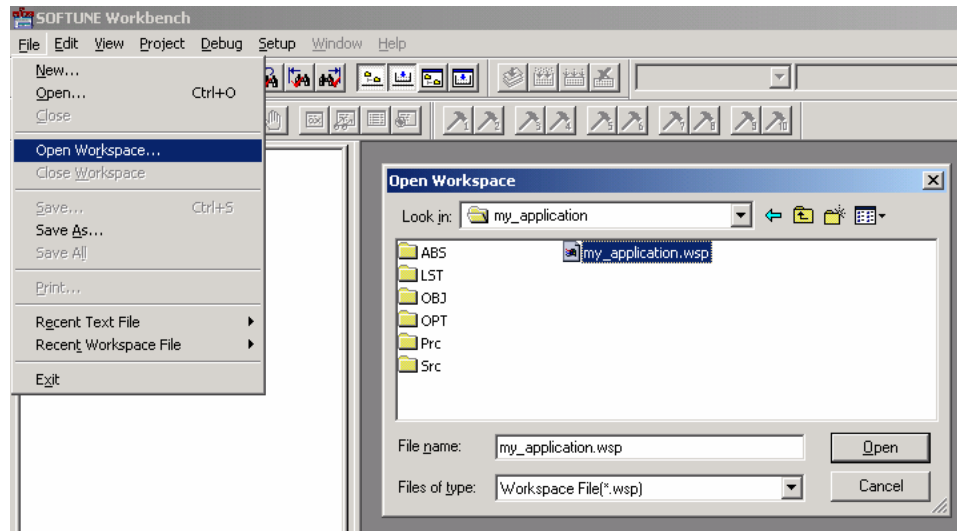 SOFTUNE Workbench
File Edit View Project Debug Setup Window Help
New...
Open... Ctrl+O
Close
Open Workspace...
Close Workspace
Save... Ctrl+S
Save As...
Save All
Print...
Recent Text File
Recent Workspace File
Exit
Open Workspace
Look in: my_application
ABS
LST
OBJ
OPT
Prc
Src
my_application.wsp
File name: my_application.wsp Open
Files of type: Workspace File(*.wsp) Cancel